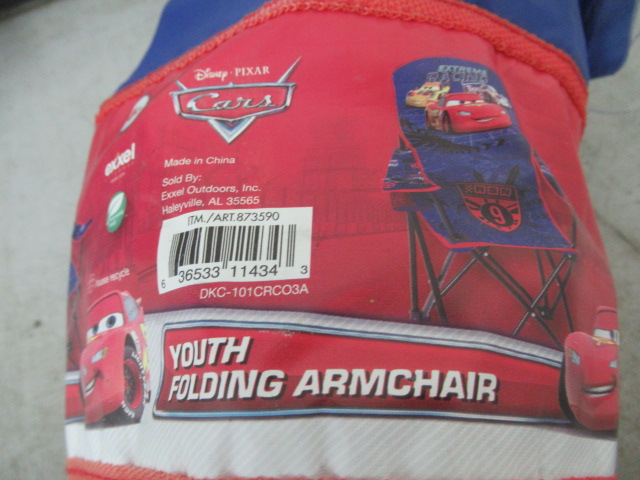 Disney · PIXAR
Cars
exxel
Made in China
Sold By:
Exxel Outdoors, Inc.
Haleyville, AL 35565
ITM./ART.873590
6 36533 11434 3
DKC-101CRCO3A
recycle
EXTREME
RACING
YOUTH
FOLDING ARMCHAIR